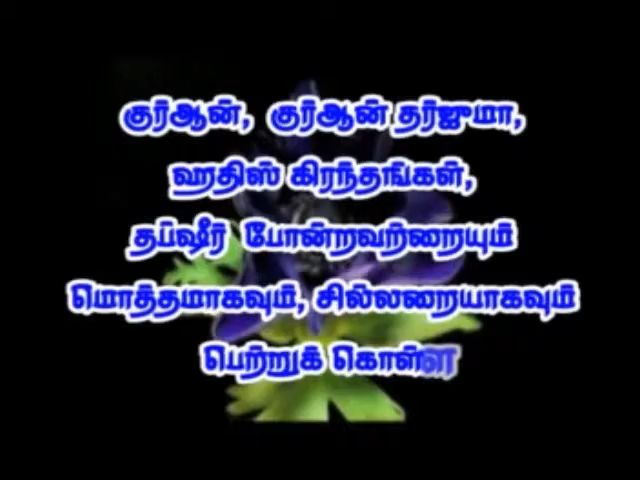 குர்ஆன், குர்ஆன் தர்ஜுமா,
ஹதிஸ் கிரந்தங்கள்,
தப்ஷீர் போன்றவற்றையும்
மொத்தமாகவும், சில்லறையாகவும்
பெற்றுக் கொள்ள